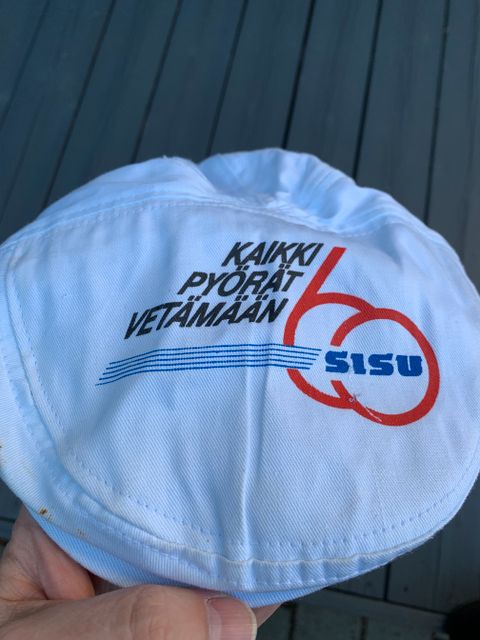 KAIKKI
PYÖRÄT
VETÄMÄÄN
60
SISU